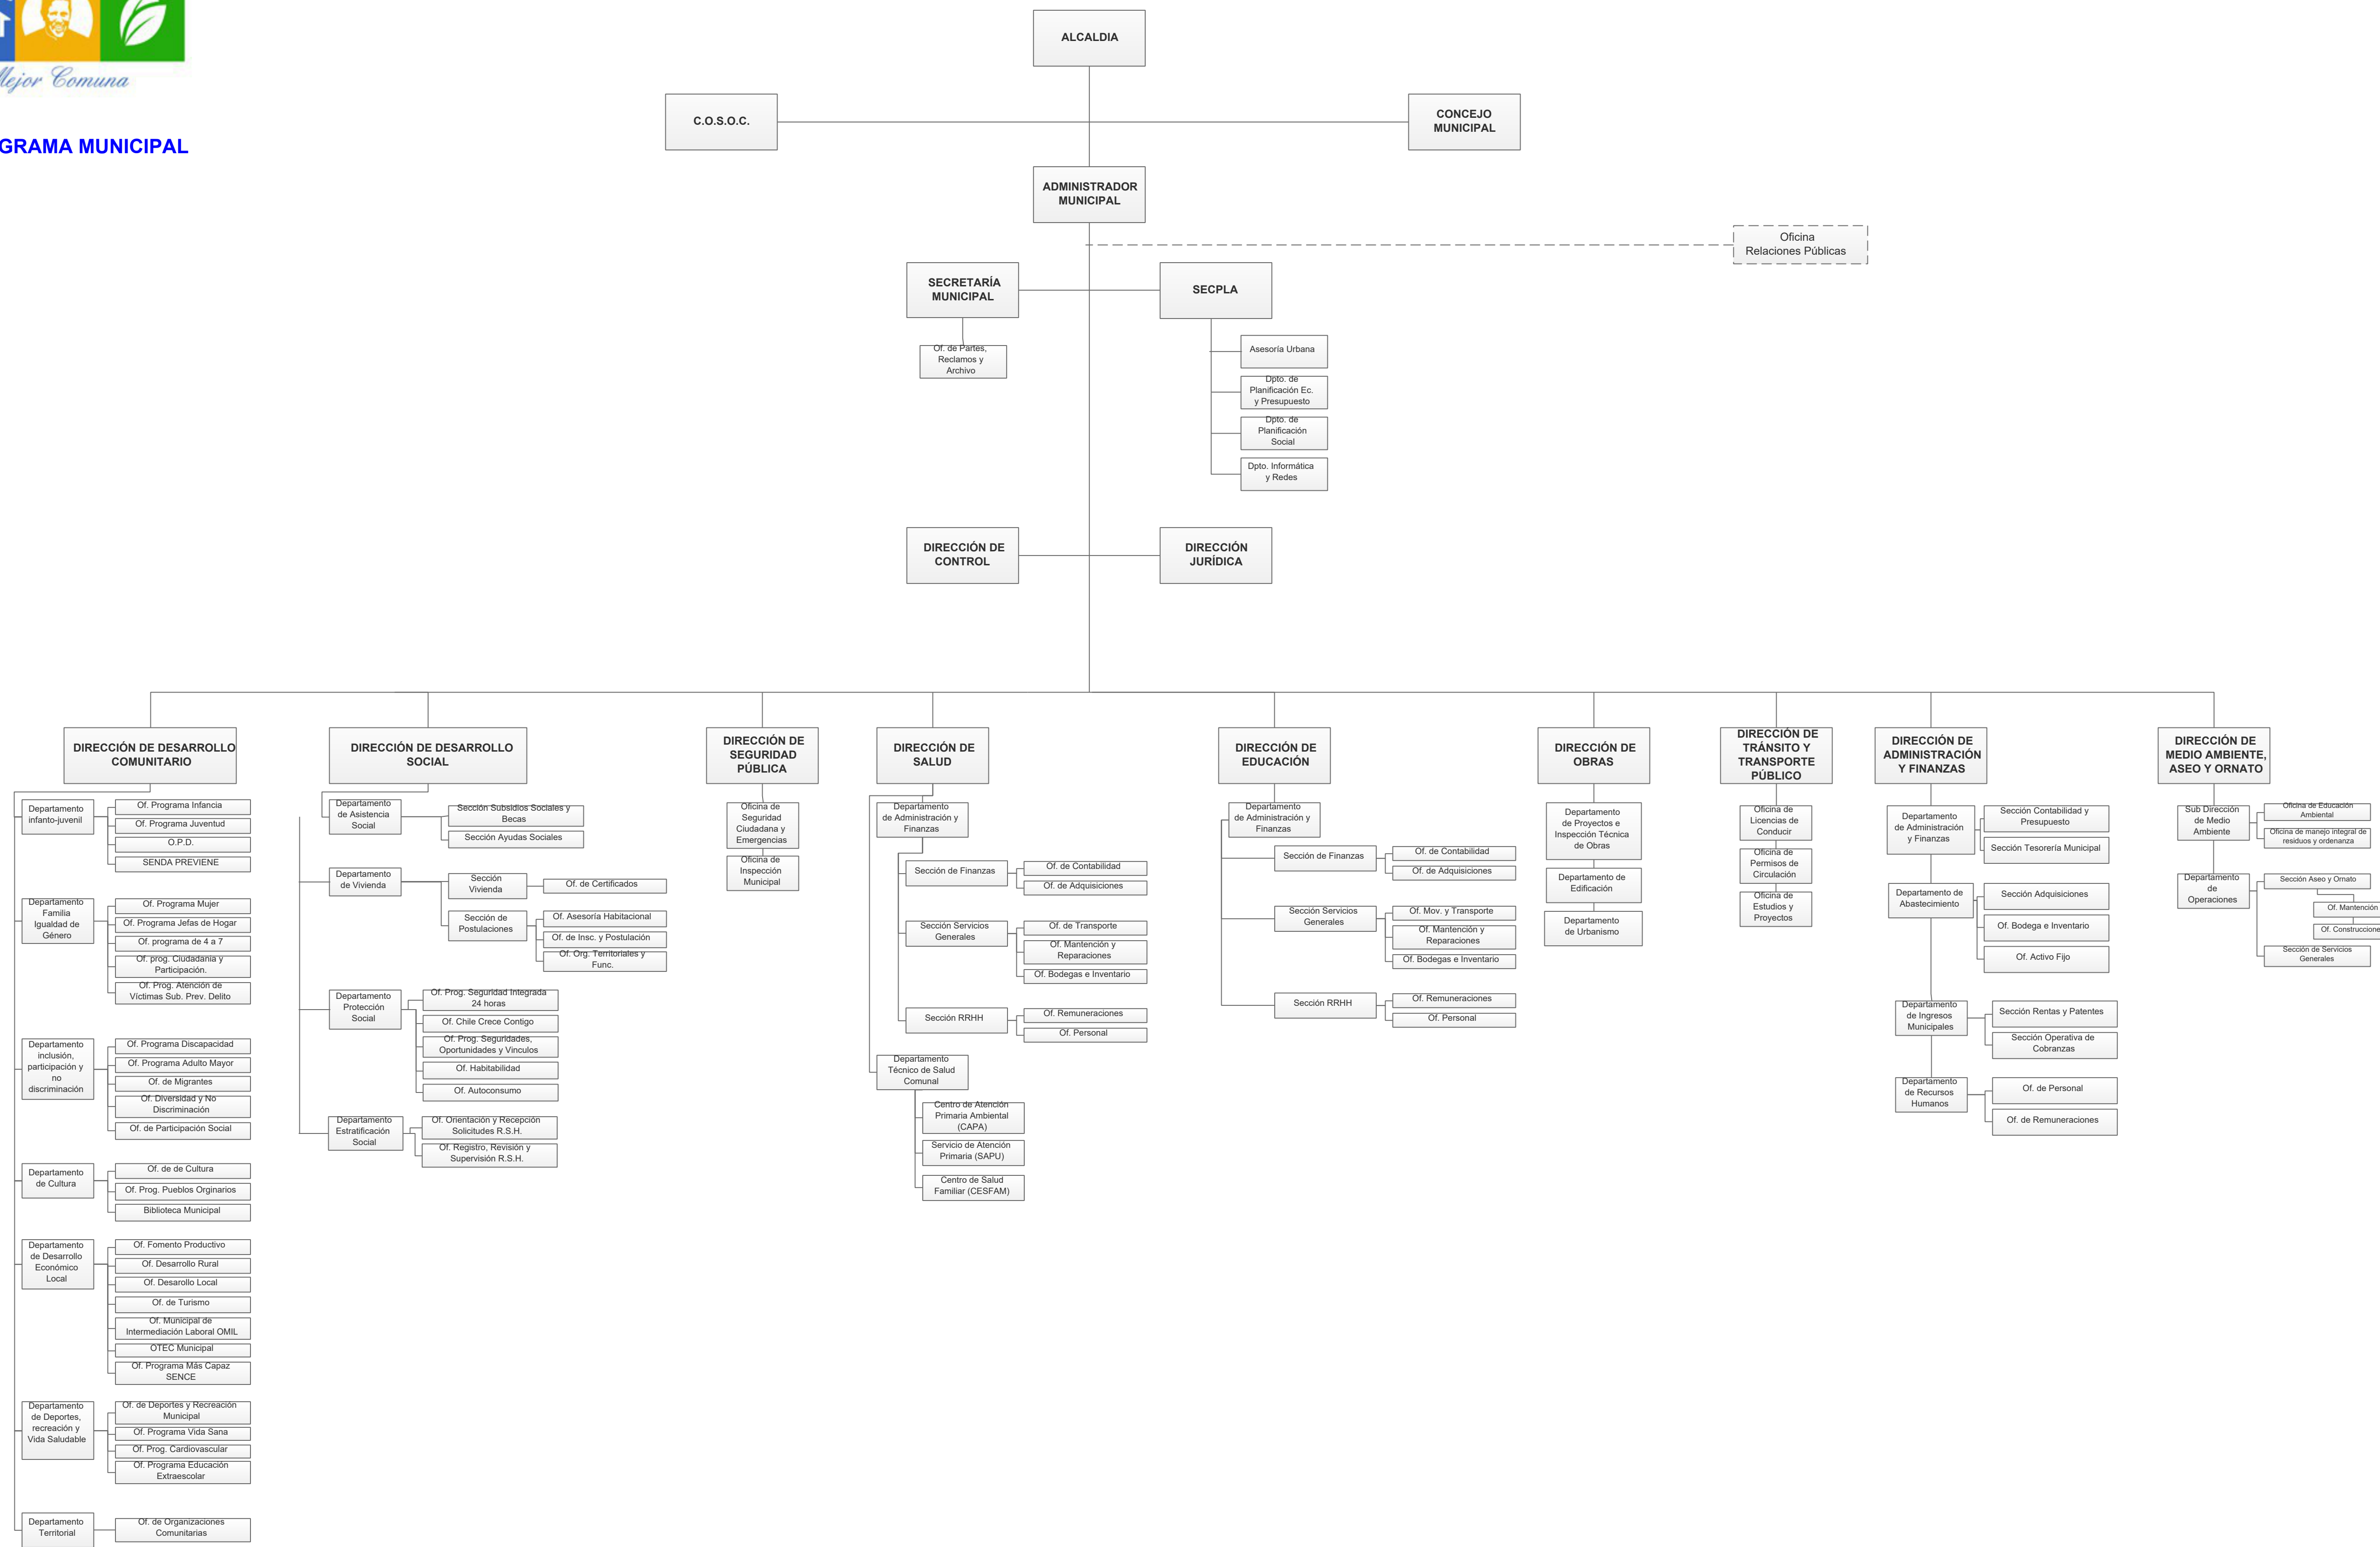 Mejor Comuna
GRAMA MUNICIPAL
ALCALDIA
C.O.S.O.C.
CONCEJO
MUNICIPAL
ADMINISTRADOR
MUNICIPAL
Oficina
Relaciones Públicas
SECRETARÍA
MUNICIPAL
SECPLA
Of. de Partes,
Reclamos y
Archivo
Asesoría Urbana
Dpto. de
Planificación Ec.
y Presupuesto
Dpto. de
Planificación
Social
Dpto. Informática
y Redes
DIRECCIÓN DE
CONTROL
DIRECCIÓN
JURÍDICA
DIRECCIÓN DE DESARROLLO
COMUNITARIO
Departamento
infanto-juvenil
Of. Programa Infancia
Of. Programa Juventud
O.P.D.
SENDA PREVIENE
Departamento
Familia
Igualdad de
Género
Of. Programa Mujer
Of. Programa Jefas de Hogar
Of. programa de 4 a 7
Of. prog. Ciudadanía y
Participación.
Of. Prog. Atención de
Víctimas Sub. Prev. Delito
Departamento
inclusión,
participación y
no
discriminación
Of. Programa Discapacidad
Of. Programa Adulto Mayor
Of. de Migrantes
Of. Diversidad y No
Discriminación
Of. de Participación Social
Departamento
de Cultura
Of. de de Cultura
Of. Prog. Pueblos Orginarios
Biblioteca Municipal
Departamento
de Desarrollo
Económico
Local
Of. Fomento Productivo
Of. Desarrollo Rural
Of. Desarollo Local
Of. de Turismo
Of. Municipal de
Intermediación Laboral OMIL
OTEC Municipal
Of. Programa Más Capaz
SENCE
Departamento
de Deportes,
recreación y
Vida Saludable
Of. de Deportes y Recreación
Municipal
Of. Programa Vida Sana
Of. Prog. Cardiovascular
Of. Programa Educación
Extraescolar
Departamento
Territorial
Of. de Organizaciones
Comunitarias
DIRECCIÓN DE DESARROLLO
SOCIAL
Departamento
de Asistencia
Social
Sección Subsidios Sociales y
Becas
Sección Ayudas Sociales
Departamento
de Vivienda
Sección
Vivienda
Of. de Certificados
Sección de
Postulaciones
Of. Asesoría Habitacional
Of. de Insc. y Postulación
Of. Org. Territoriales y
Func.
Departamento
Protección
Social
Of. Prog. Seguridad Integrada
24 horas
Of. Chile Crece Contigo
Of. Prog. Seguridades,
Oportunidades y Vinculos
Of. Habitabilidad
Of. Autoconsumo
Departamento
Estratificación
Social
Of. Orientación y Recepción
Solicitudes R.S.H.
Of. Registro, Revisión y
Supervisión R.S.H.
DIRECCIÓN DE
SEGURIDAD
PÚBLICA
Oficina de
Seguridad
Ciudadana y
Emergencias
Oficina de
Inspección
Municipal
DIRECCIÓN DE
SALUD
Departamento
de Administración y
Finanzas
Sección de Finanzas
Of. de Contabilidad
Of. de Adquisiciones
Sección Servicios
Generales
Of. de Transporte
Of. Mantención y
Reparaciones
Of. Bodegas e Inventario
Sección RRHH
Of. Remuneraciones
Of. Personal
Departamento
Técnico de Salud
Comunal
Centro de Atención
Primaria Ambiental
(CAPA)
Servicio de Atención
Primaria (SAPU)
Centro de Salud
Familiar (CESFAM)
DIRECCIÓN DE
EDUCACIÓN
Departamento
de Administración y
Finanzas
Sección de Finanzas
Of. de Contabilidad
Of. de Adquisiciones
Sección Servicios
Generales
Of. Mov. y Transporte
Of. Mantención y
Reparaciones
Of. Bodegas e Inventario
Sección RRHH
Of. Remuneraciones
Of. Personal
DIRECCIÓN DE
OBRAS
Departamento
de Proyectos e
Inspección Técnica
de Obras
Departamento de
Edificación
Departamento
de Urbanismo
DIRECCIÓN DE
TRÁNSITO Y
TRANSPORTE
PÚBLICO
Oficina de
Licencias de
Conducir
Oficina de
Permisos de
Circulación
Oficina de
Estudios y
Proyectos
DIRECCIÓN DE
ADMINISTRACIÓN
Y FINANZAS
Departamento
de Administración
y Finanzas
Sección Contabilidad y
Presupuesto
Sección Tesorería Municipal
Departamento de
Abastecimiento
Sección Adquisiciones
Of. Bodega e Inventario
Of. Activo Fijo
Departamento
de Ingresos
Municipales
Sección Rentas y Patentes
Sección Operativa de
Cobranzas
Departamento
de Recursos
Humanos
Of. de Personal
Of. de Remuneraciones
DIRECCIÓN DE
MEDIO AMBIENTE,
ASEO Y ORNATO
Sub Dirección
de Medio
Ambiente
Oficina de Educación
Ambiental
Oficina de manejo integral de
residuos y ordenanza
Departamento
de
Operaciones
Sección Aseo y Ornato
Of. Mantención
Of. Construccione
Sección de Servicios
Generales